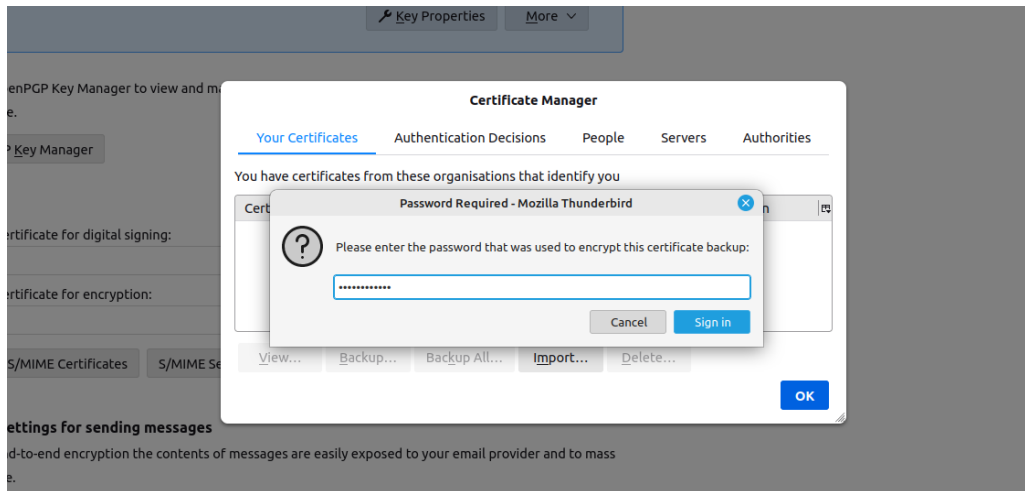 Key Properties More
enPGP Key Manager to view and ma
e.
Key Manager
Certificate Manager
Your Certificates Authentication Decisions People Servers Authorities
You have certificates from these organisations that identify you
Cert n
Password Required - Mozilla Thunderbird
Please enter the password that was used to encrypt this certificate backup:
••••••••••••
Cancel Sign in
ertificate for digital signing:
ertificate for encryption:
S/MIME Certificates S/MIME Se
View... Backup... Backup All... Import... Delete...
OK
ettings for sending messages
d-to-end encryption the contents of messages are easily exposed to your email provider and to mass
e.